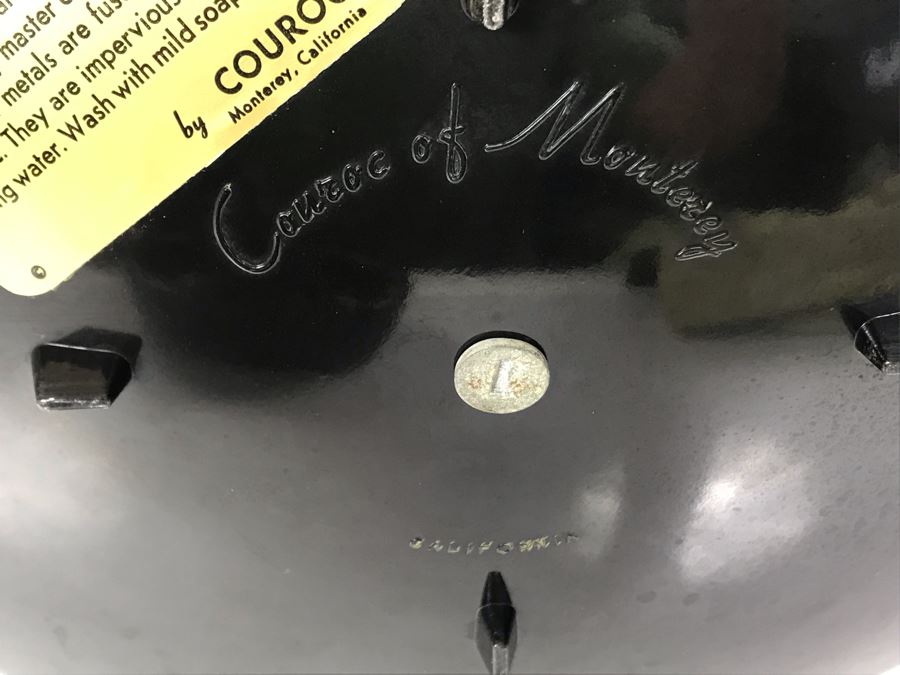 master
metals are fus
. They are impervious
ng water. Wash with mild soap
by COUROC
Monterey, California
©
Couroc of Monterey
CALIFORNIA